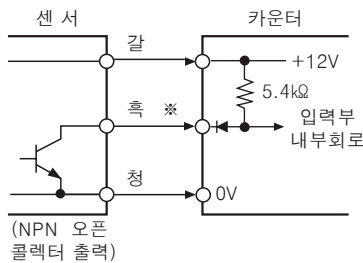 센 서
카운터
갈
+12V
5.4kΩ
흑 ※
입력부
내부회로
청
0V
(NPN 오픈
콜렉터 출력)